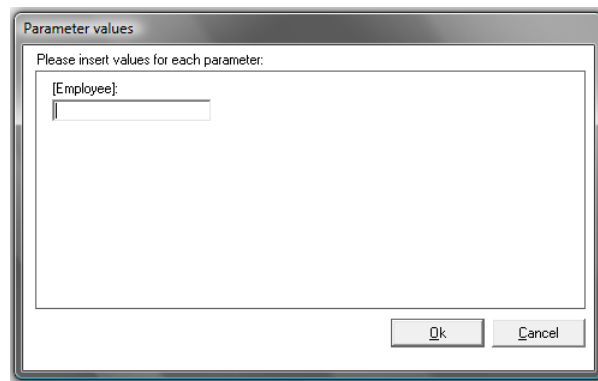 Parameter values
Please insert values for each parameter:
[Employee]:
Ok
Cancel